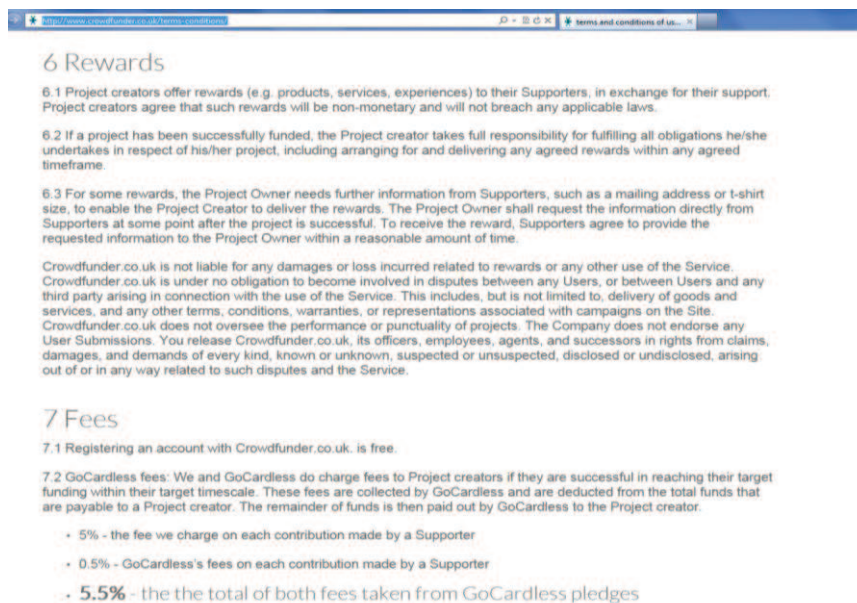 http://www.crowdfunder.co.uk/terms-conditions/
terms and conditions of us...
6 Rewards
6.1 Project creators offer rewards (e.g. products, services, experiences) to their Supporters, in exchange for their support.
Project creators agree that such rewards will be non-monetary and will not breach any applicable laws.
6.2 If a project has been successfully funded, the Project creator takes full responsibility for fulfilling all obligations he/she
undertakes in respect of his/her project, including arranging for and delivering any agreed rewards within any agreed
timeframe.
6.3 For some rewards, the Project Owner needs further information from Supporters, such as a mailing address or t-shirt
size, to enable the Project Creator to deliver the rewards. The Project Owner shall request the information directly from
Supporters at some point after the project is successful. To receive the reward, Supporters agree to provide the
requested information to the Project Owner within a reasonable amount of time.
Crowdfunder.co.uk is not liable for any damages or loss incurred related to rewards or any other use of the Service.
Crowdfunder.co.uk is under no obligation to become involved in disputes between any Users, or between Users and any
third party arising in connection with the use of the Service. This includes, but is not limited to, delivery of goods and
services, and any other terms, conditions, warranties, or representations associated with campaigns on the Site.
Crowdfunder.co.uk does not oversee the performance or punctuality of projects. The Company does not endorse any
User Submissions. You release Crowdfunder.co.uk, its officers, employees, agents, and successors in rights from claims,
damages, and demands of every kind, known or unknown, suspected or unsuspected, disclosed or undisclosed, arising
out of or in any way related to such disputes and the Service.
7 Fees
7.1 Registering an account with Crowdfunder.co.uk. is free.
7.2 GoCardless fees: We and GoCardless do charge fees to Project creators if they are successful in reaching their target
funding within their target timescale. These fees are collected by GoCardless and are deducted from the total funds that
are payable to a Project creator. The remainder of funds is then paid out by GoCardless to the Project creator.
• 5% - the fee we charge on each contribution made by a Supporter
• 0.5% - GoCardless's fees on each contribution made by a Supporter
• 5.5% - the the total of both fees taken from GoCardless pledges